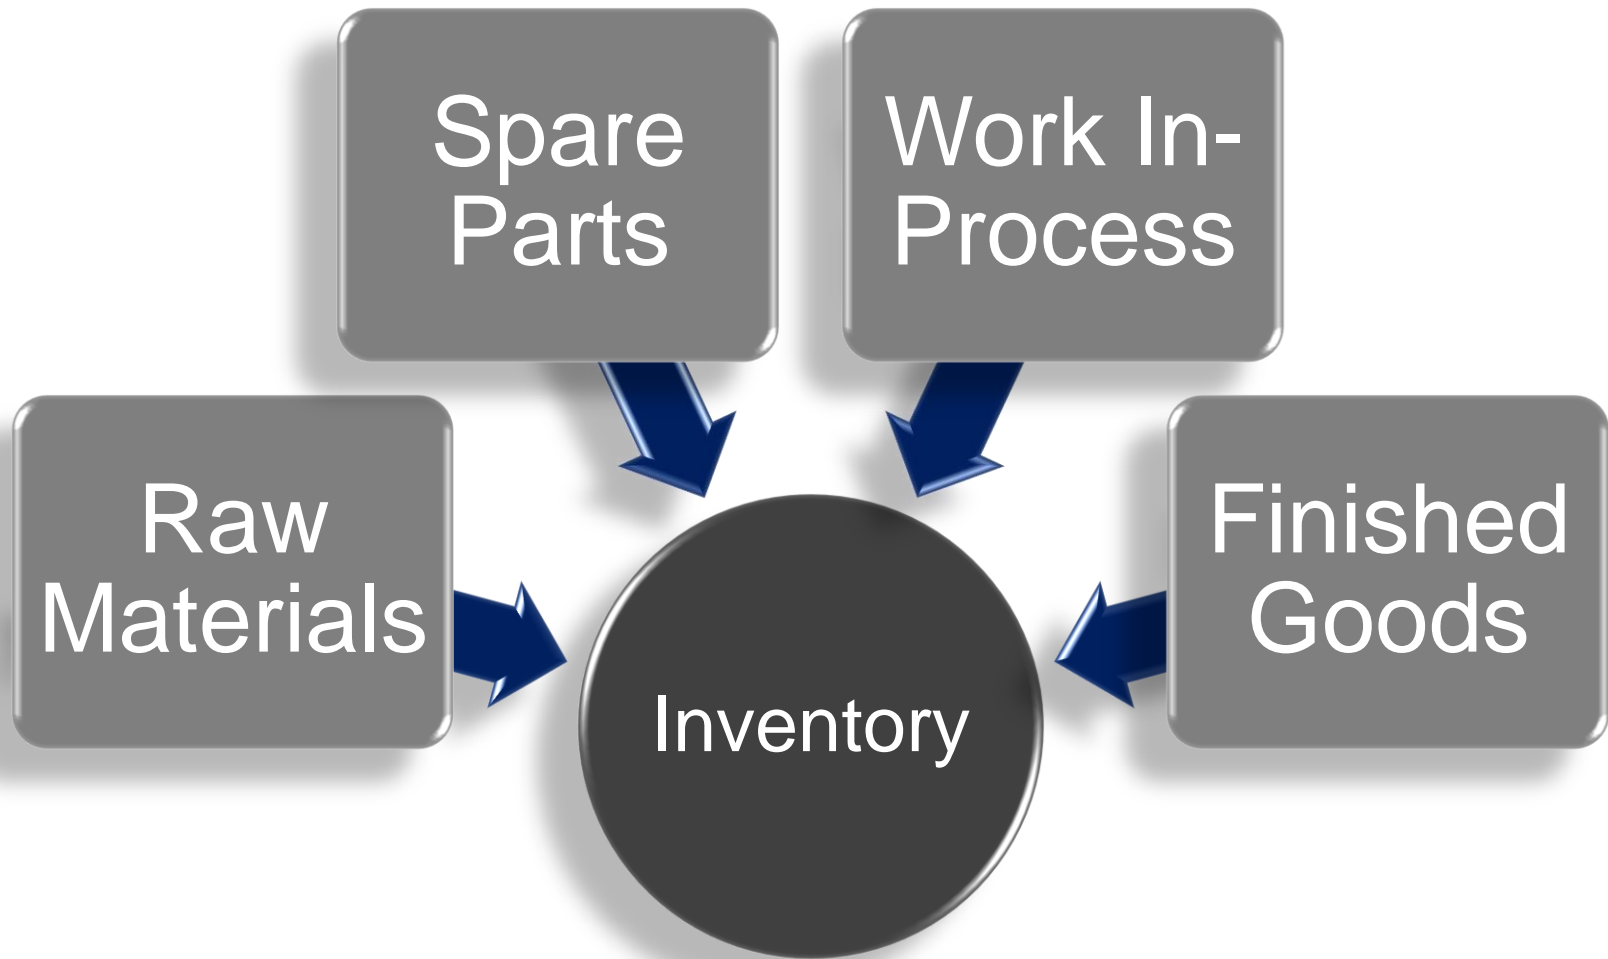 Spare
Parts
Work In-
Process
Raw
Materials
Finished
Goods
Inventory